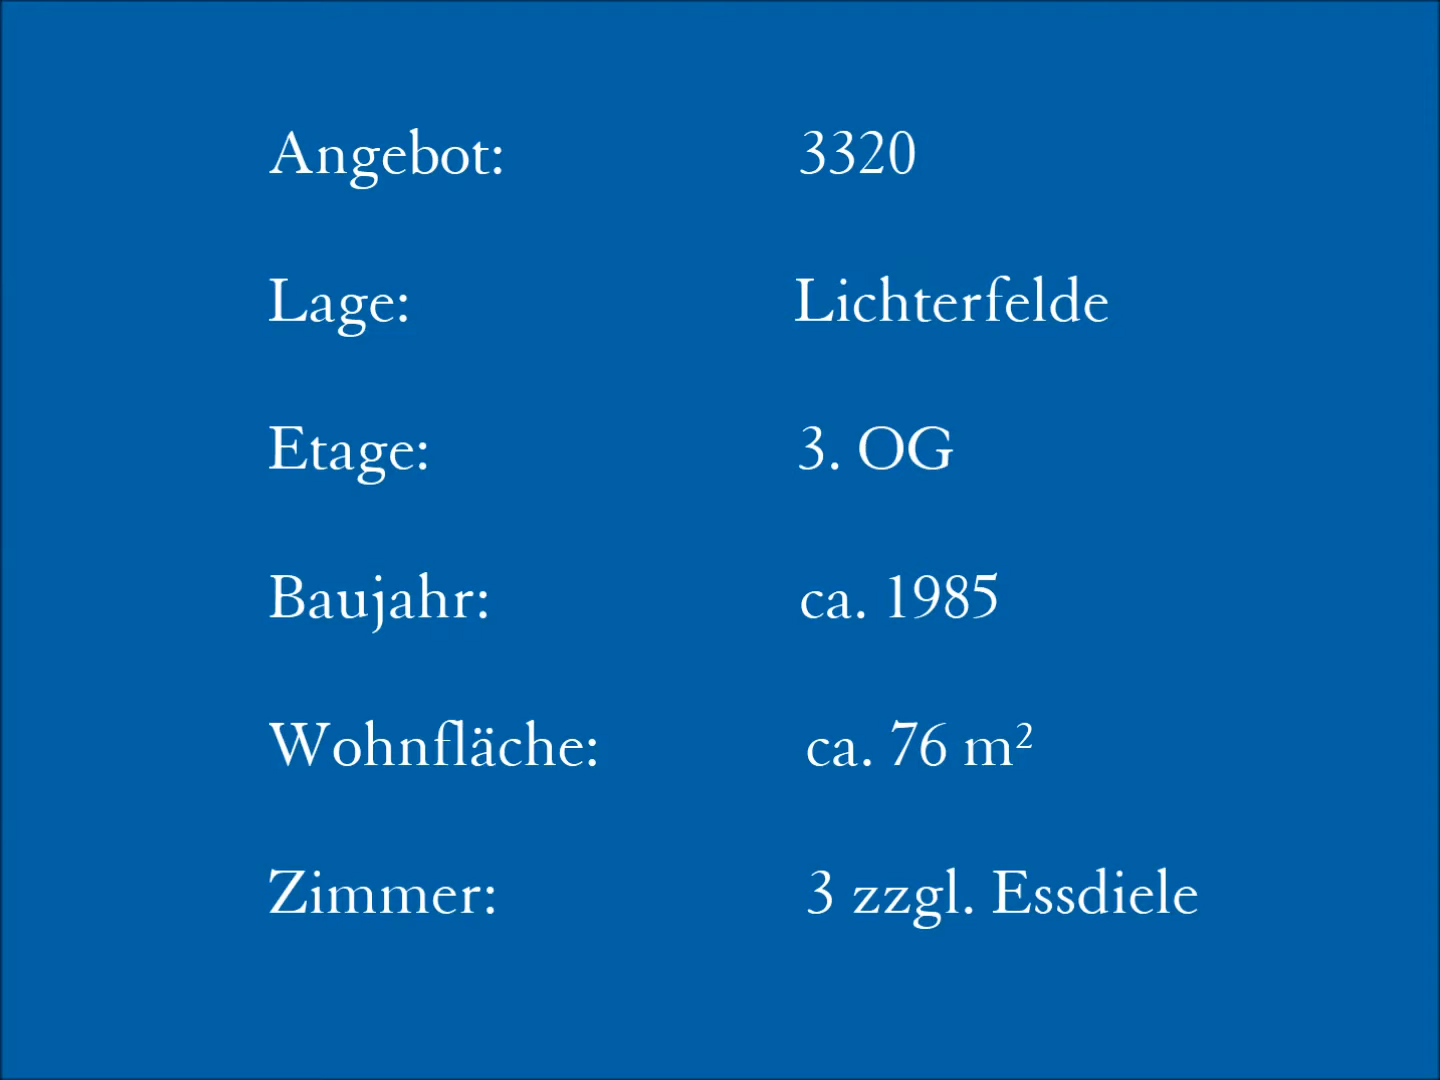 Angebot: 3320
Lage: Lichterfelde
Etage: 3. OG
Baujahr: ca. 1985
Wohnfläche: ca. 76 m²
Zimmer: 3 zzgl. Essdiele